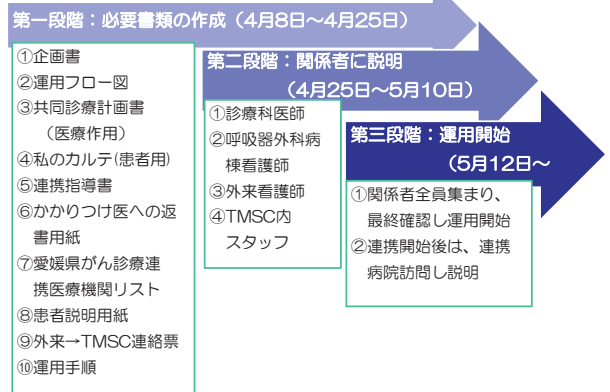 第一段階：必要書類の作成（4月8日～4月25日）
①企画書
②運用フロー図
③共同診療計画書
（医療作用）
④私のカルテ(患者用)
⑤連携指導書
⑥かかりつけ医への返
書用紙
⑦愛媛県がん診療連
携医療機関リスト
⑧患者説明用紙
⑨外来→TMSC連絡票
⑩運用手順
第二段階：関係者に説明
（4月25日～5月10日）
①診療科医師
②呼吸器外科病
棟看護師
③外来看護師
④TMSC内
スタッフ
第三段階：運用開始
（5月12日～
①関係者全員集まり、
最終確認し運用開始
②連携開始後は、連携
病院訪問し説明